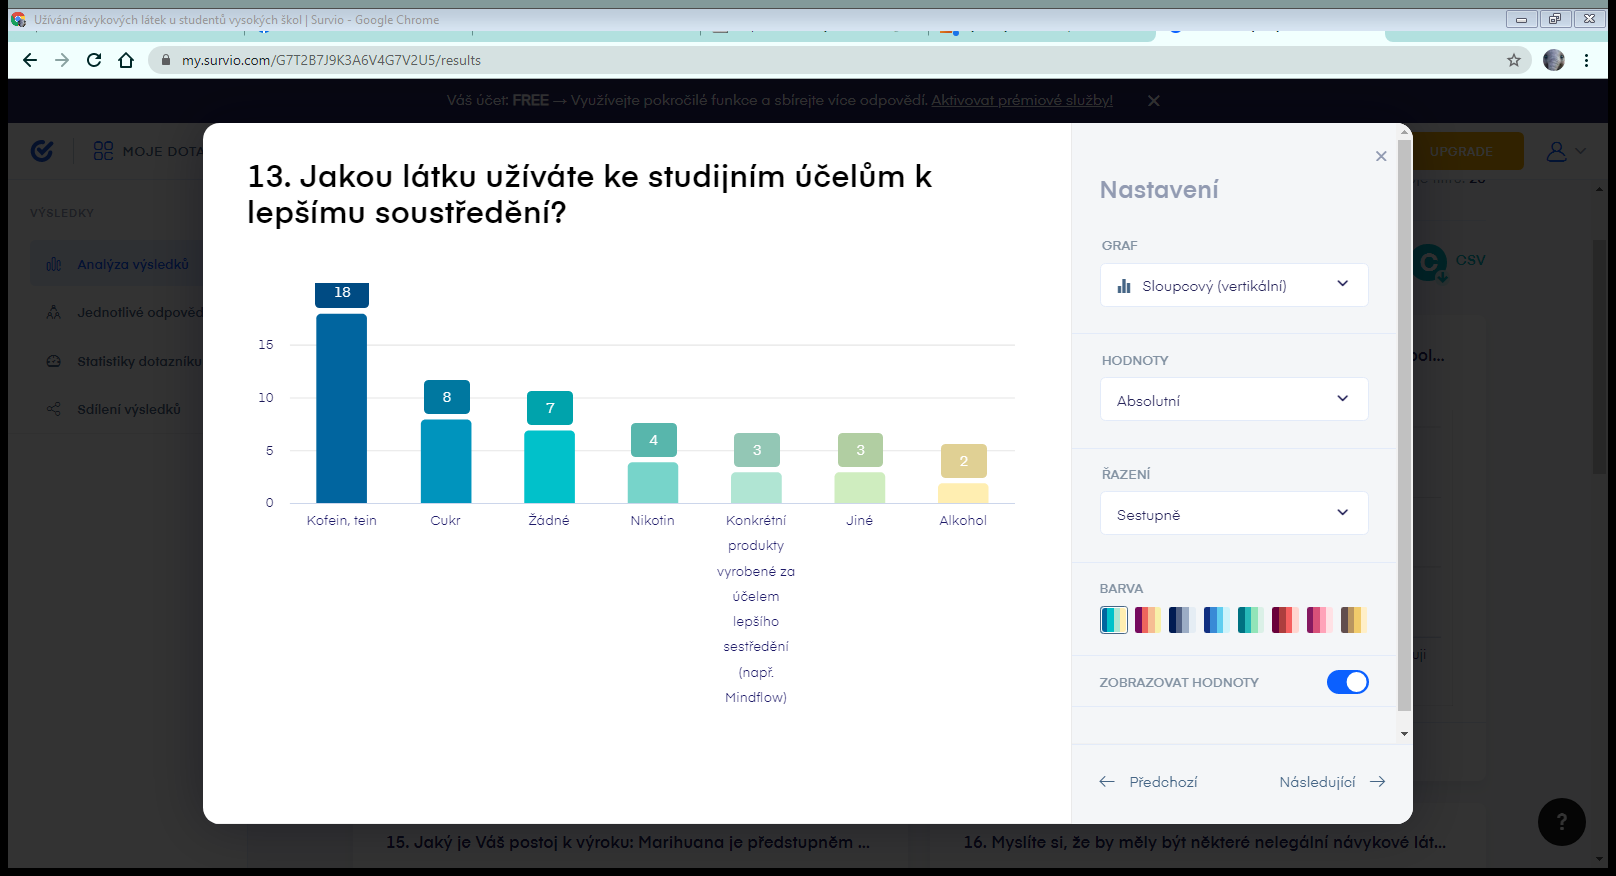 Užívání návykových látek u studentů vysokých škol | Survio - Google Chrome
my.survio.com/G7T2B7J9K3A6V4G7V2U5/results
Váš účet: FREE → Využívejte pokročilé funkce a sbírejte více odpovědí. Aktivovat prémiové služby!
MOJE DOTA
UPGRADE
VÝSLEDKY
Analýza výsledků
Jednotlivé odpověd
Statistiky dotazníku
Sdílení výsledků
CSV
13. Jakou látku užíváte ke studijním účelům k
lepšímu soustředění?
18
15
10
5
0
8
7
4
3
3
2
Kofein, tein
Cukr
Žádné
Nikotin
Konkrétní
produkty
vyrobené za
účelem
lepšího
sestředění
(např.
Mindflow)
Jiné
Alkohol
Nastavení
GRAF
Sloupcový (vertikální)
HODNOTY
Absolutní
ŘAZENÍ
Sestupně
BARVA
ZOBRAZOVAT HODNOTY
Předchozí
Následující
?
15. Jaký je Váš postoj k výroku: Marihuana je předstupněm ...
16. Myslíte si, že by měly být některé nelegální návykové lát...